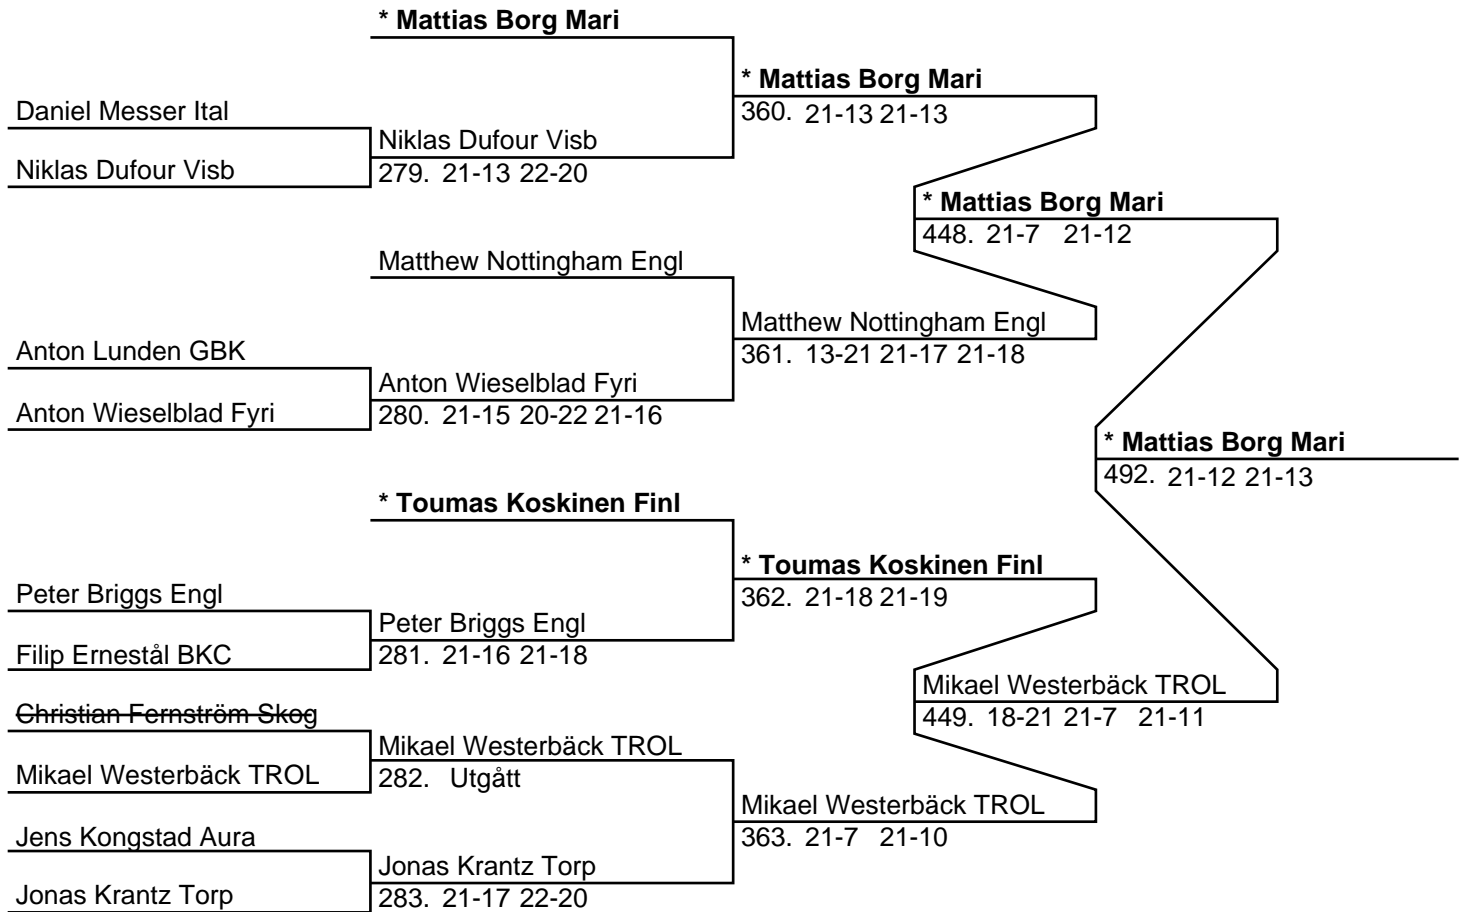 * Mattias Borg Mari
* Mattias Borg Mari
360. 21-13 21-13
Daniel Messer Ital
Niklas Dufour Visb
279. 21-13 22-20
Niklas Dufour Visb
* Mattias Borg Mari
448. 21-7 21-12
Matthew Nottingham Engl
Matthew Nottingham Engl
361. 13-21 21-17 21-18
Anton Lunden GBK
Anton Wieselblad Fyri
280. 21-15 20-22 21-16
Anton Wieselblad Fyri
* Mattias Borg Mari
492. 21-12 21-13
* Toumas Koskinen Finl
* Toumas Koskinen Finl
362. 21-18 21-19
Peter Briggs Engl
Peter Briggs Engl
281. 21-16 21-18
Filip Ernestål BKC
Mikael Westerbäck TROL
449. 18-21 21-7 21-11
Christian Fernström Skog
Mikael Westerbäck TROL
282. Utgått
Mikael Westerbäck TROL
Mikael Westerbäck TROL
363. 21-7 21-10
Jens Kongstad Aura
Jonas Krantz Torp
283. 21-17 22-20
Jonas Krantz Torp